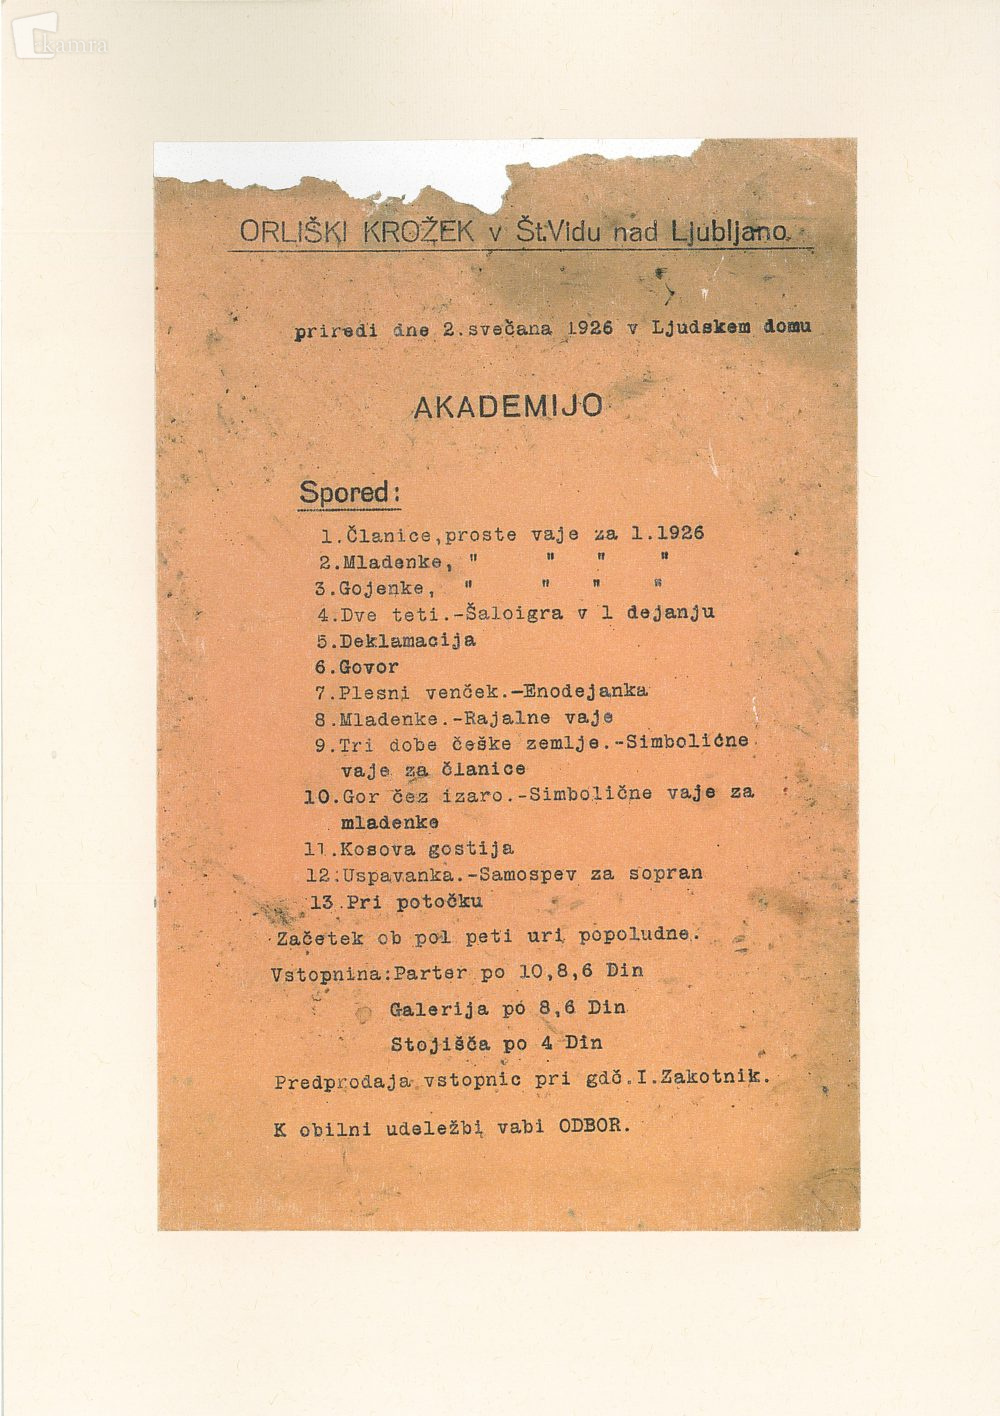 kamra
ORLIŠKI KROŽEK v Št.Vidu nad Ljubljano.
priredi dne 2.svečana 1926 v Ljudskem domu
AKADEMIJO
Spored:
1.Članice,proste vaje za 1.1926
2.Mladenke, " " " "
3.Gojenke, " " " "
4.Dve teti.-Šaloigra v 1 dejanju
5.Deklamacija
6.Govor
7.Plesni venček.-Enodejanka
8.Mladenke.-Rajalne vaje
9.Tri dobe češke zemlje.-Simbolične
vaje za članice
10.Gor čez izaro.-Simbolične vaje za
mladenke
11.Kosova gostija
12.Uspavanka.-Samospev za sopran
13.Pri potočku
Začetek ob pol peti uri popoludne.
Vstopnina:Parter po 10,8,6 Din
Galerija po 8,6 Din
Stojišča po 4 Din
Predprodaja vstopnic pri gdč.I.Zakotnik.
K obilni udeležbi vabi ODBOR.